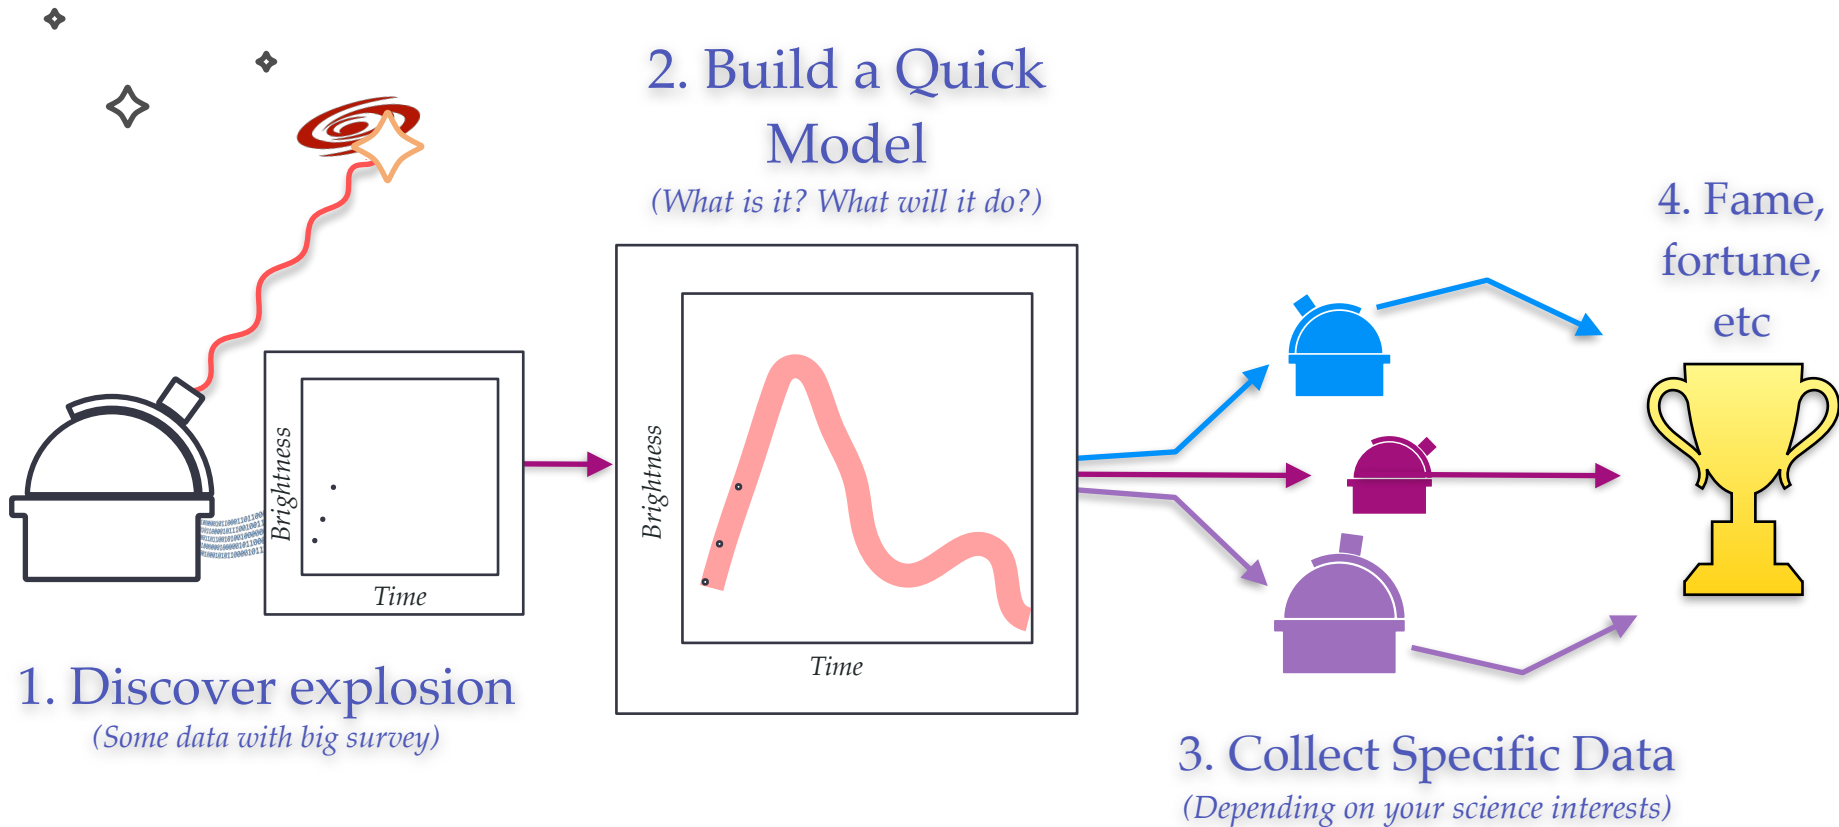 2. Build a Quick
Model
(What is it? What will it do?)
4. Fame,
fortune,
etc
Brightness
Time
Brightness
Time
1. Discover explosion
(Some data with big survey)
3. Collect Specific Data
(Depending on your science interests)